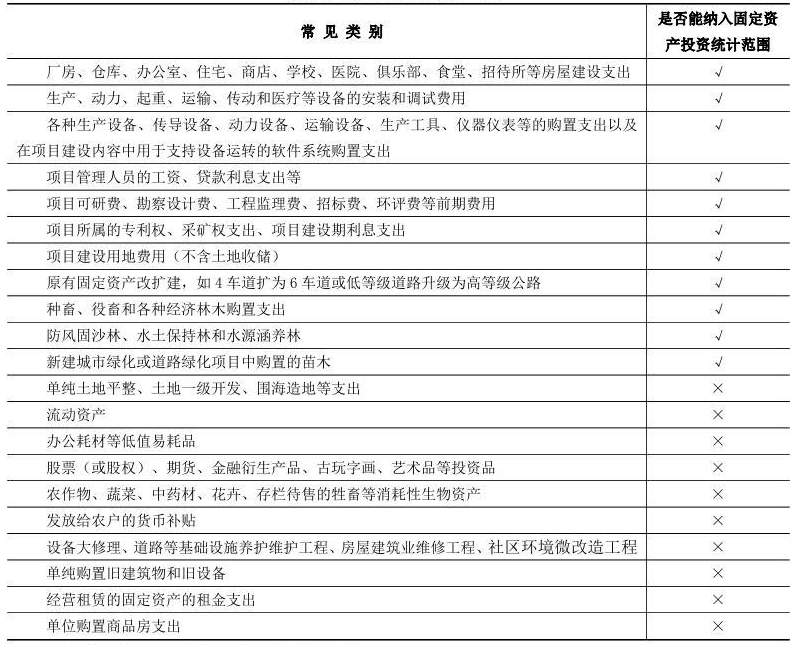 常 见 类 别
是否能纳入固定资
产投资统计范围
厂房、仓库、办公室、住宅、商店、学校、医院、俱乐部、食堂、招待所等房屋建设支出 √
生产、动力、起重、运输、传动和医疗等设备的安装和调试费用 √
各种生产设备、传导设备、动力设备、运输设备、生产工具、仪器仪表等的购置支出以及 √
在项目建设内容中用于支持设备运转的软件系统购置支出
项目管理人员的工资、贷款利息支出等 √
项目可研费、勘察设计费、工程监理费、招标费、环评费等前期费用 √
项目所属的专利权、采矿权支出、项目建设期利息支出 √
项目建设用地费用（不含土地收储） √
原有固定资产改扩建，如 4 车道扩为 6 车道或低等级道路升级为高等级公路 √
种畜、役畜和各种经济林木购置支出 √
防风固沙林、水土保持林和水源涵养林 √
新建城市绿化或道路绿化项目中购置的苗木 √
单纯土地平整、土地一级开发、围海造地等支出 ×
流动资产 ×
办公耗材等低值易耗品 ×
股票（或股权）、期货、金融衍生产品、古玩字画、艺术品等投资品 ×
农作物、蔬菜、中药材、花卉、存栏待售的牲畜等消耗性生物资产 ×
发放给农户的货币补贴 ×
设备大修理、道路等基础设施养护维护工程、房屋建筑业维修工程、社区环境微改造工程 ×
单纯购置旧建筑物和旧设备 ×
经营租赁的固定资产的租金支出 ×
单位购置商品房支出 ×